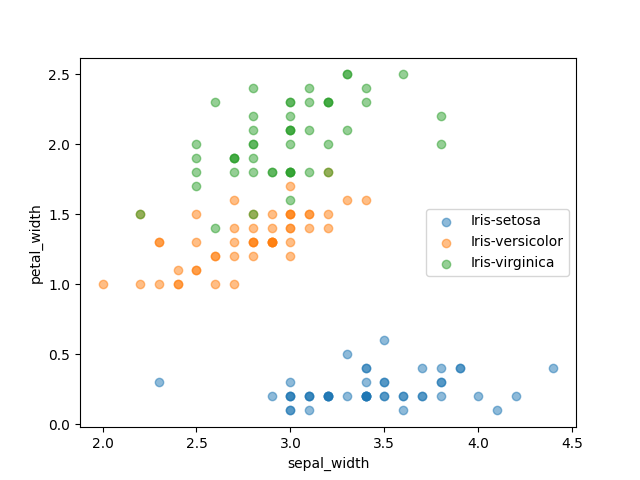 2.5
2.0
1.5
1.0
0.5
0.0
petal_width
Iris-setosa
Iris-versicolor
Iris-virginica
2.0 2.5 3.0 3.5 4.0 4.5
sepal_width